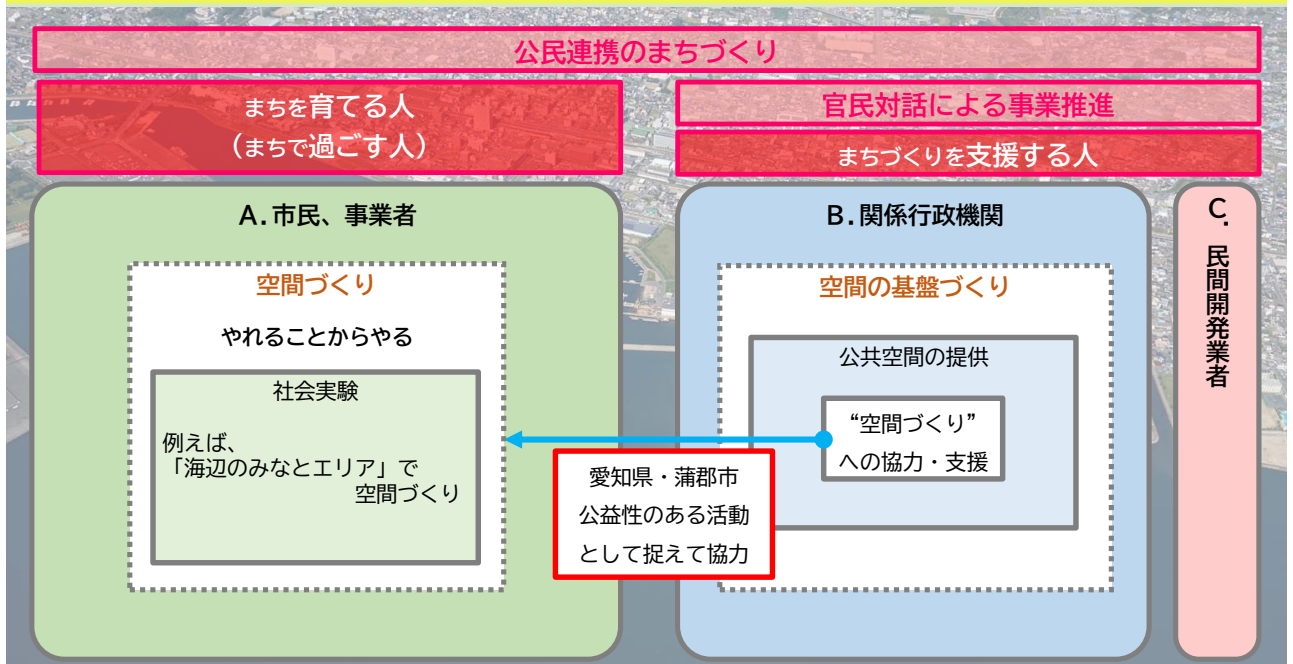 公民連携のまちづくり
まちを育てる人
（まちで過ごす人）
官民対話による事業推進
まちづくりを支援する人
A．市民、事業者
空間づくり
やれることからやる
社会実験
例えば、
「海辺のみなとエリア」で
空間づくり
B．関係行政機関
空間の基盤づくり
公共空間の提供
“空間づくり”
への協力・支援
愛知県・蒲郡市
公益性のある活動
として捉えて協力
C．民間開発業者